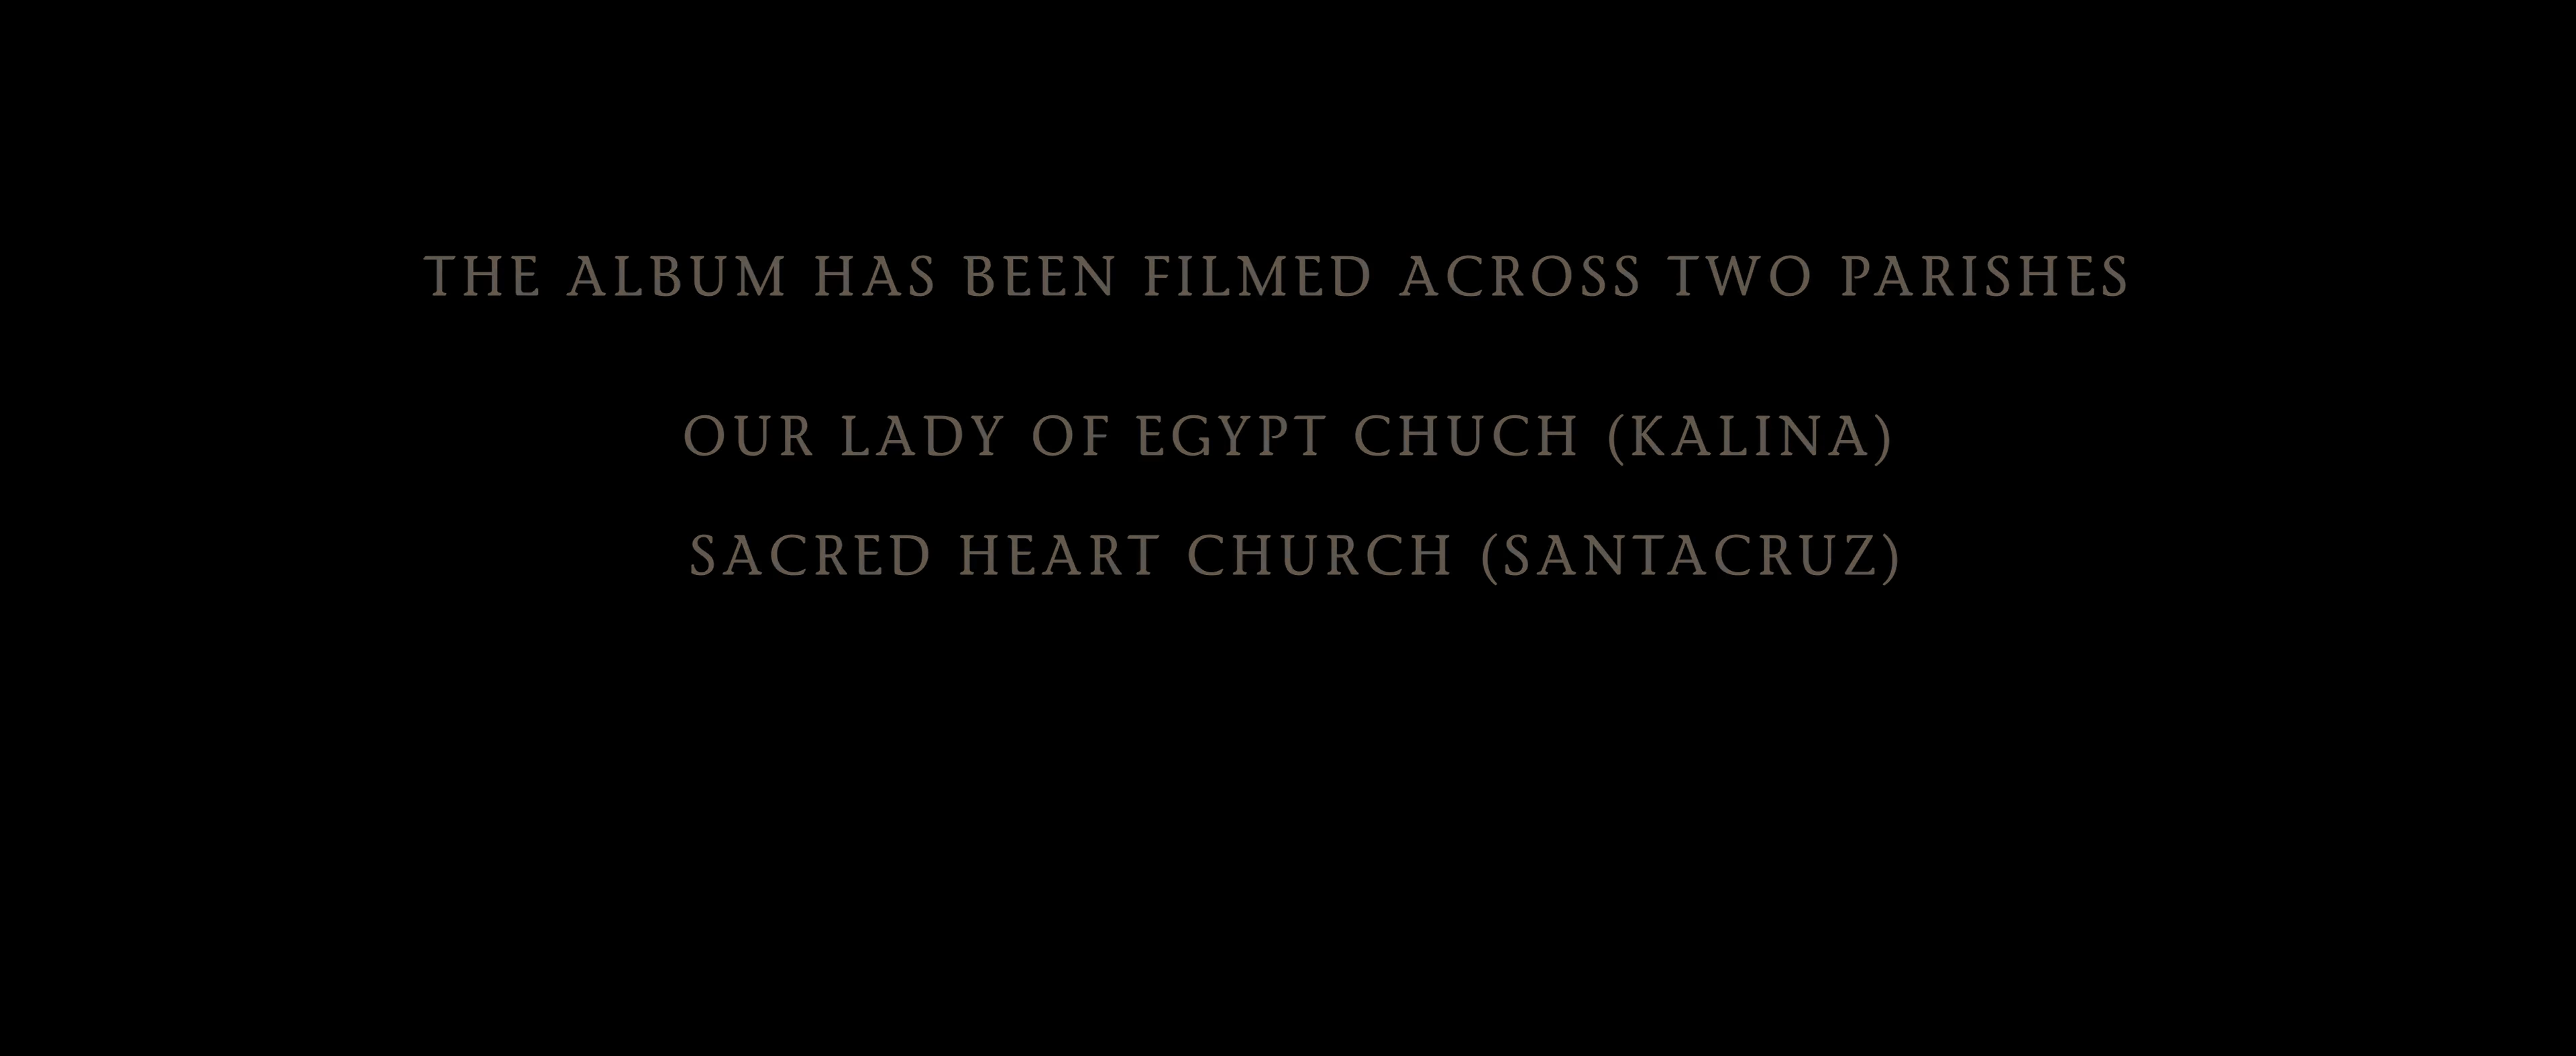 THE ALBUM HAS BEEN FILMED ACROSS TWO PARISHES
OUR LADY OF EGYPT CHUCH (KALINA)
SACRED HEART CHURCH (SANTACRUZ)